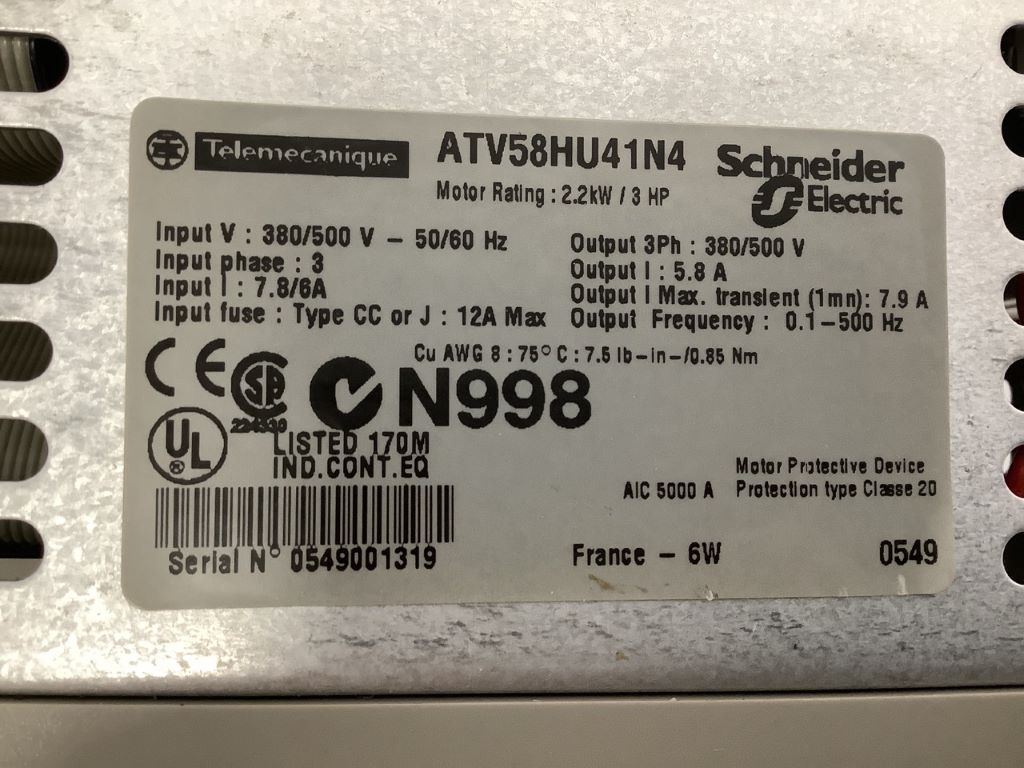 Telemecanique
ATV58HU41N4
Schneider Electric
Motor Rating : 2.2kW / 3 HP
Input V : 380/500 V – 50/60 Hz
Input phase : 3
Input I : 7.8/6A
Input fuse : Type CC or J : 12A Max
Output 3Ph : 380/500 V
Output I : 5.8 A
Output I Max. transient (1mn): 7.9 A
Output Frequency : 0.1–500 Hz
Cu AWG 8 : 75° C : 7.5 lb–in–/0.85 Nm
CE
SP
N998
UL
LISTED 170M
IND.CONT.EQ
Motor Protective Device
AIC 5000 A Protection type Classe 20
Serial N° 0549001319
France – 6W
0549